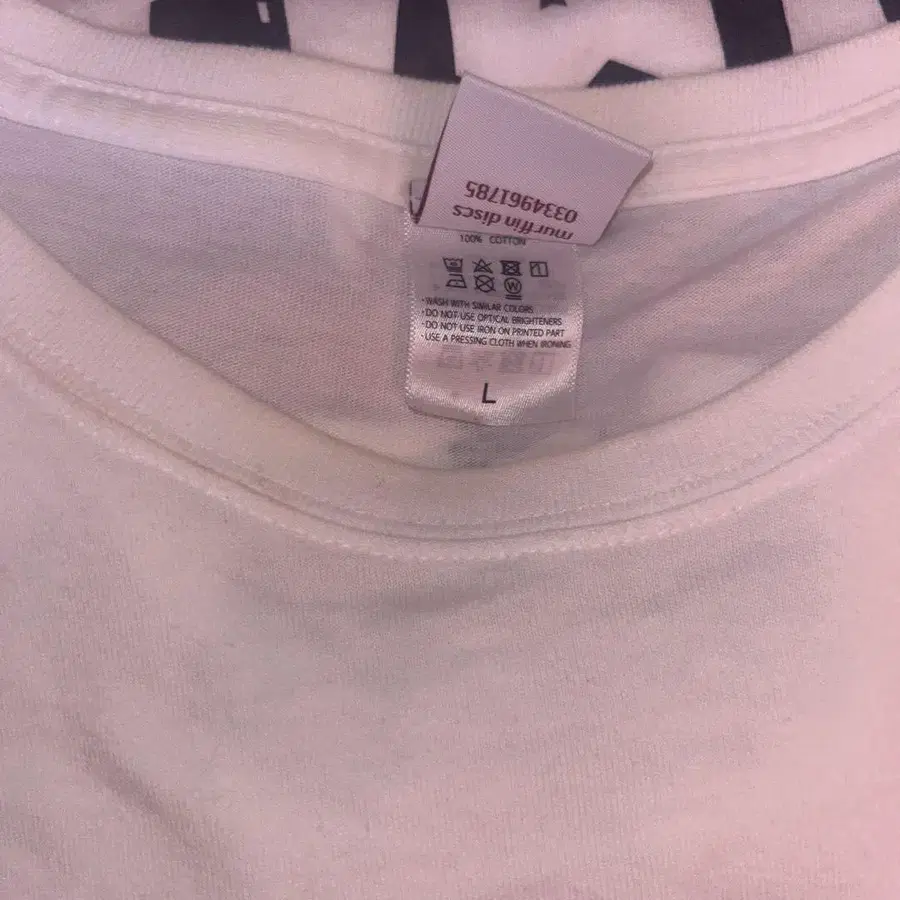 murffin discs
0334961785
100% COTTON
•WASH WITH SIMILAR COLORS
•DO NOT USE OPTICAL BRIGHTENERS
•DO NOT USE IRON ON PRINTED PART
•USE A PRESSING CLOTH WHEN IRONING
L